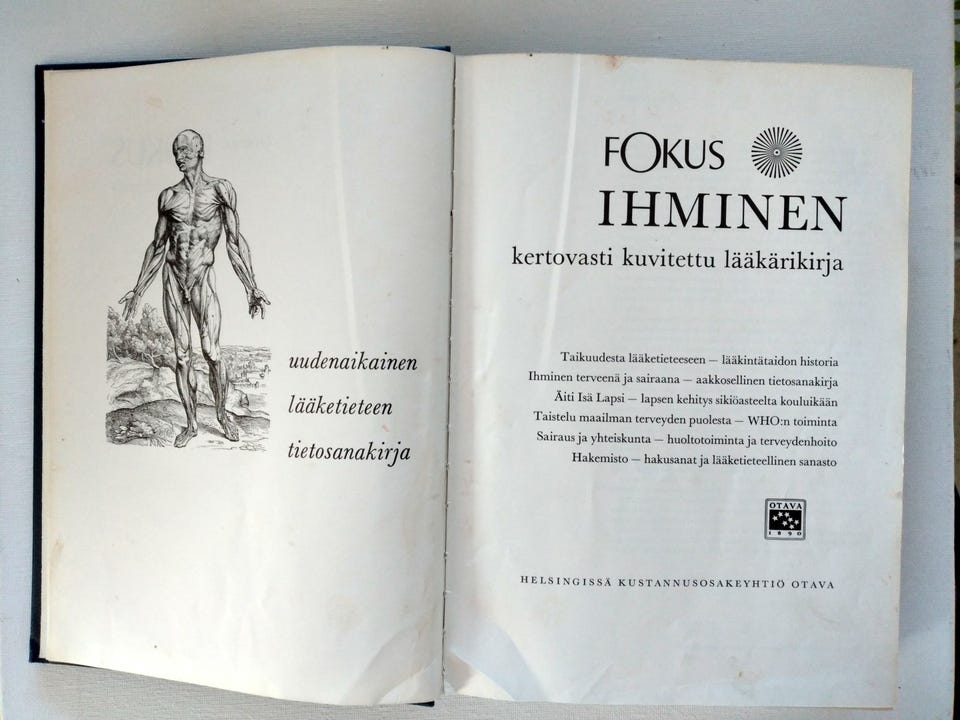 uudenaikainen
lääketieteen
tietosanakirja
FOKUS
IHMINEN
kertovasti kuvitettu lääkärikirja
Taikuudesta lääketieteeseen — lääkintätaidon historia
Ihminen terveenä ja sairaana — aakkosellinen tietosanakirja
Äiti Isä Lapsi — lapsen kehitys sikiöasteelta kouluikään
Taistelu maailman terveyden puolesta — WHO:n toiminta
Sairaus ja yhteiskunta — huoltotoiminta ja terveydenhoito
Hakemisto — hakusanat ja lääketieteellinen sanasto
OTAVA
1890
HELSINGISSÄ KUSTANNUSOSAKEYHTIÖ OTAVA